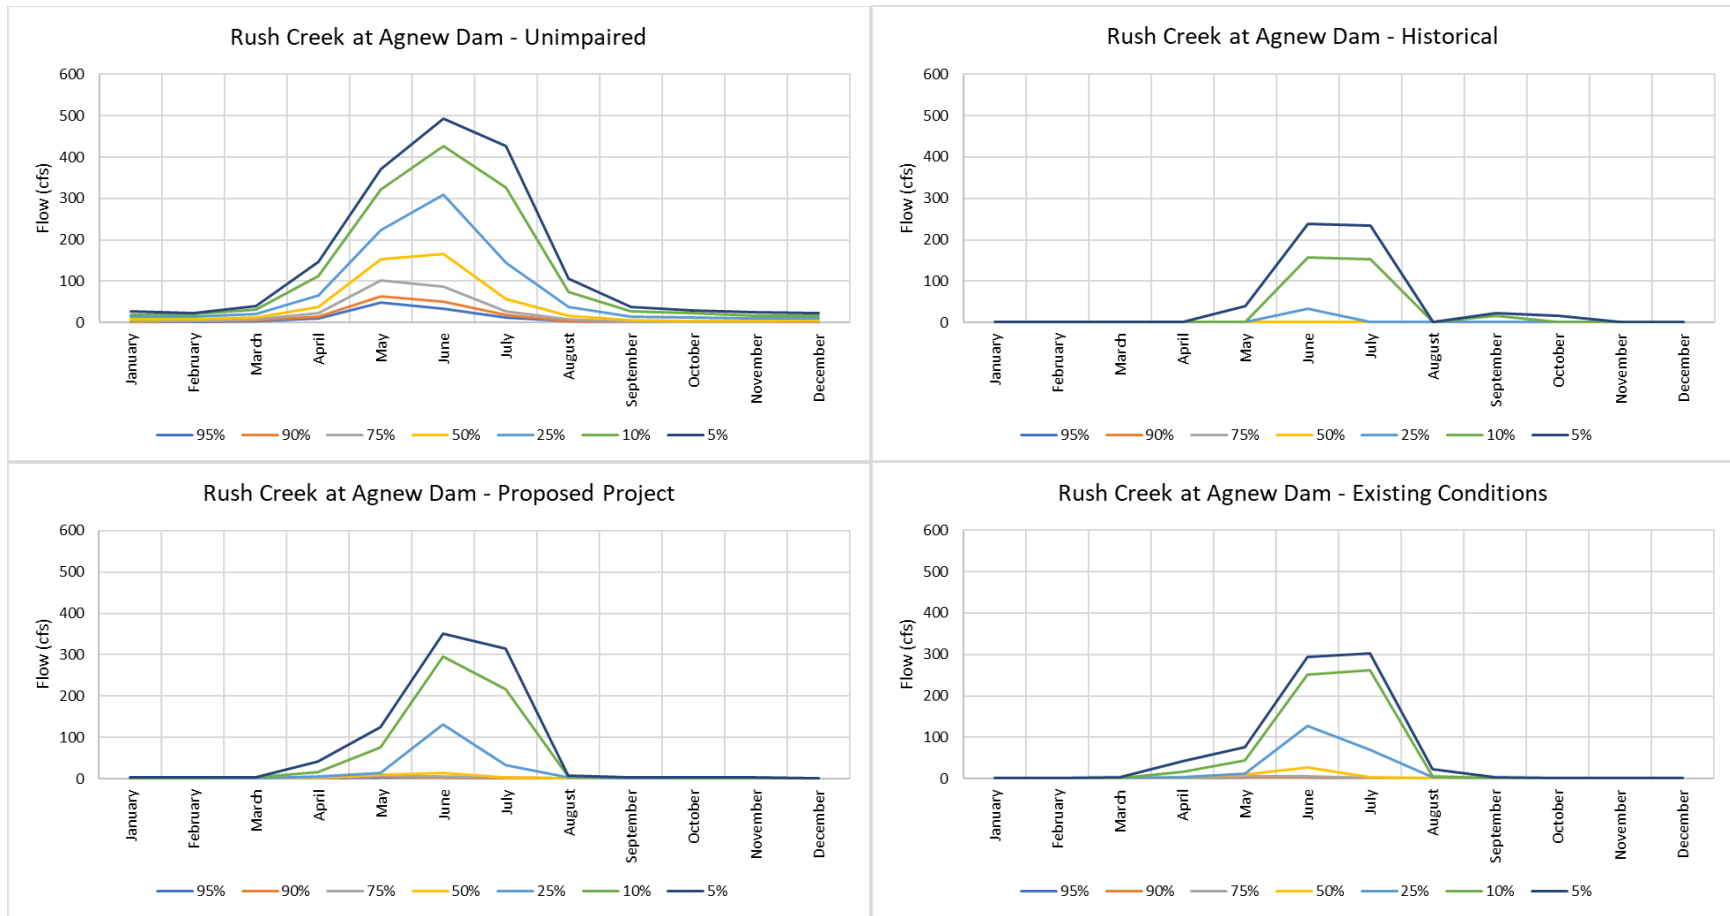 Rush Creek at Agnew Dam - Unimpaired
600
500
400
300
200
100
0
Flow (cfs)
January
February
March
April
May
June
July
August
September
October
November
December
95% 90% 75% 50% 25% 10% 5%
Rush Creek at Agnew Dam - Historical
600
500
400
300
200
100
0
Flow (cfs)
January
February
March
April
May
June
July
August
September
October
November
December
95% 90% 75% 50% 25% 10% 5%
Rush Creek at Agnew Dam - Proposed Project
600
500
400
300
200
100
0
Flow (cfs)
January
February
March
April
May
June
July
August
September
October
November
December
95% 90% 75% 50% 25% 10% 5%
Rush Creek at Agnew Dam - Existing Conditions
600
500
400
300
200
100
0
Flow (cfs)
January
February
March
April
May
June
July
August
September
October
November
December
95% 90% 75% 50% 25% 10% 5%